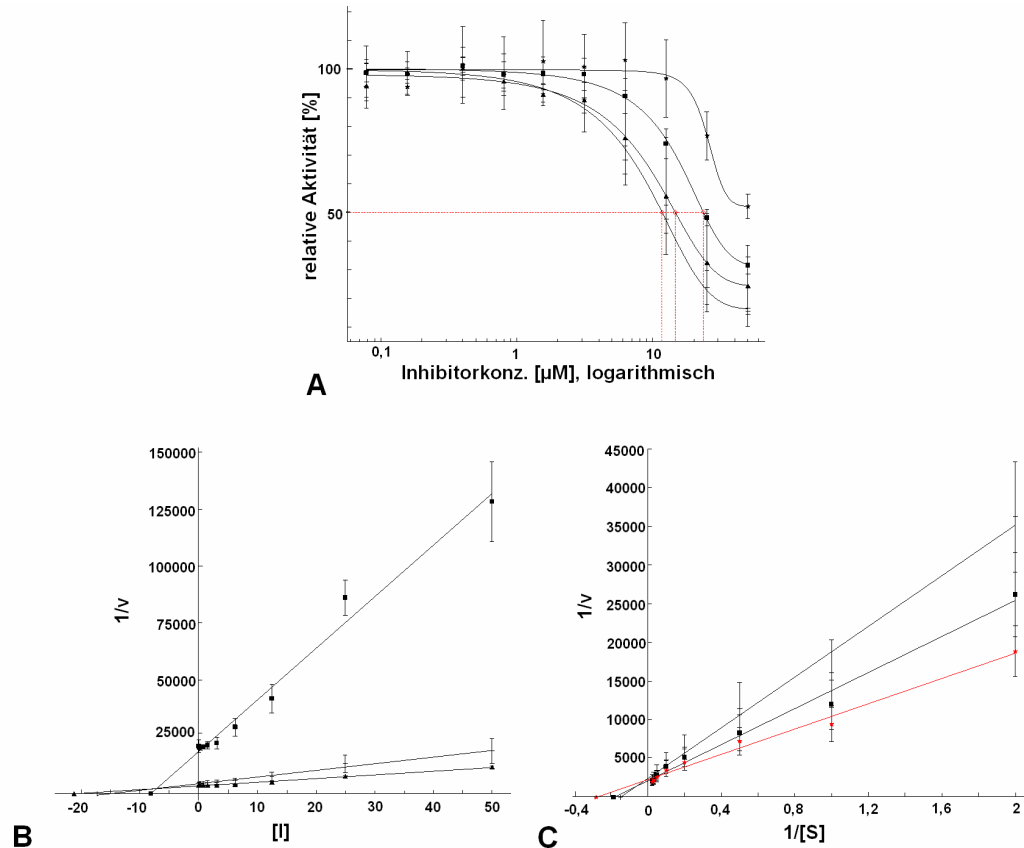 relative Aktivität [%]
100
50
0,1 1 10
Inhibitorkonz. [µM], logarithmisch
A
1/v
150000
125000
100000
75000
50000
25000
-20 -10 0 10 20 30 40 50
[I]
B
1/v
45000
40000
35000
30000
25000
20000
15000
10000
5000
-0,4 0 0,4 0,8 1,2 1,6 2
1/[S]
C